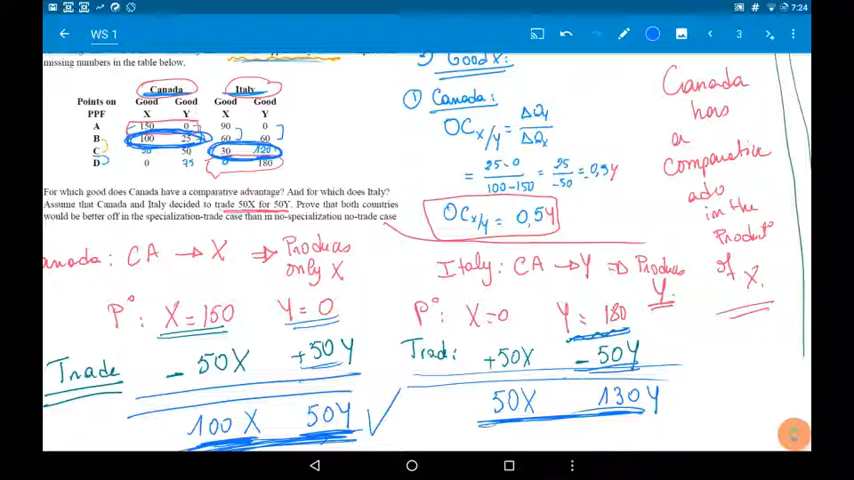 7:24
WS 1
3
missing numbers in the table below,
Canada Italy
Points on Good Good Good Good
PPF X Y X Y
A 150 0 90 0
B 100 25 60 60
C 50 50 30 120
D 0 75 0 180
For which good does Canada have a comparative advantage? And for which does Italy?
Assume that Canada and Italy decided to trade 50X for 50Y. Prove that both countries
would be better off in the specialization-trade case than in no-specialization no-trade case
Good X:
① Canada:
OCx/y = ΔQy / ΔQx
= 25-0 / 100-150 = 25 / -50 = 0,5Y
OCx/y = 0,5Y
Canada
has
a
comparative
adv
in the
Product°
of X.
anada: CA → X ⇒ Produces
only X
P°: X=150 Y=0
Trade - 50X +50Y
100X 50Y
Italy: CA → Y ⇒ Produces
Y.
P°: X=0 Y=180
Trad: +50X - 50Y
50X 130Y